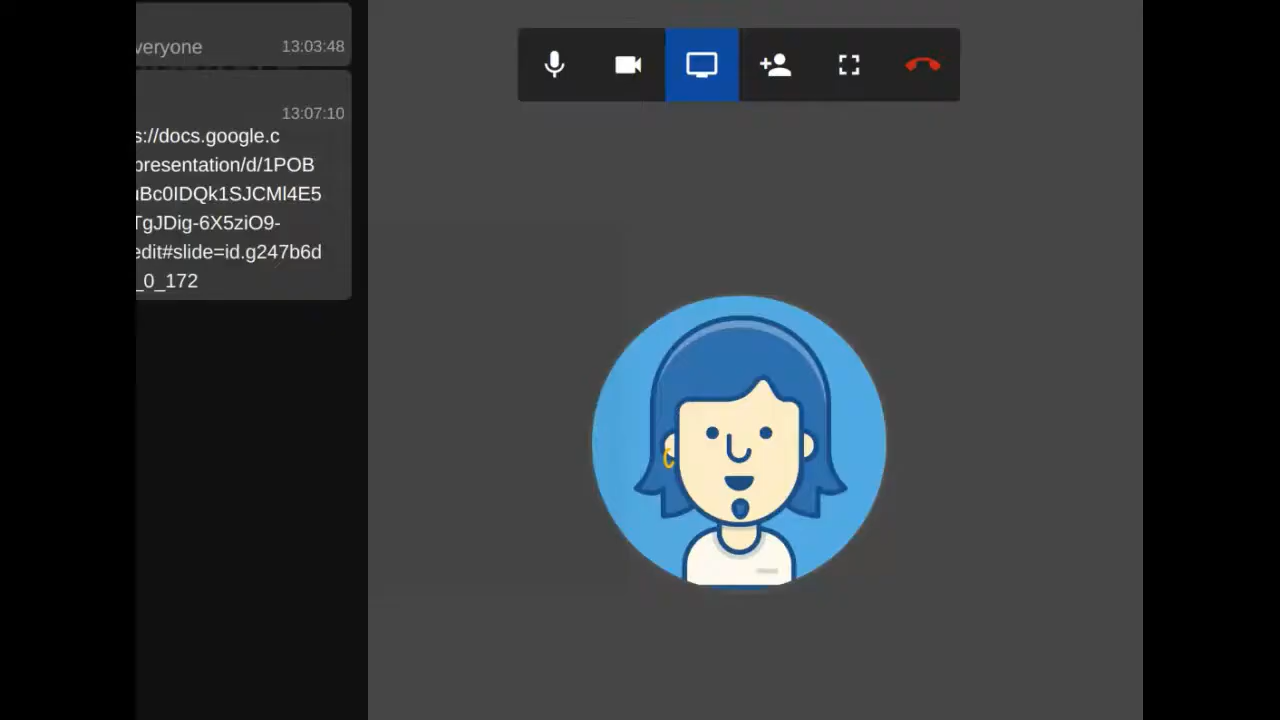 veryone 13:03:48
13:07:10
s://docs.google.c
presentation/d/1POB
Bc0IDQk1SJCMl4E5
TgJDig-6X5ziO9-
edit#slide=id.g247b6d
_0_172